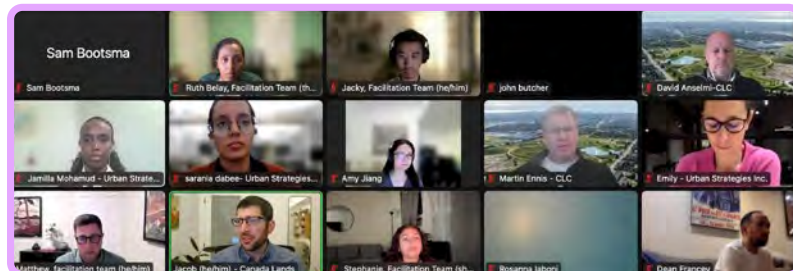 Sam Bootsma
Sam Bootsma
Ruth Belay, Facilitation Team (th...
Jacky, Facilitation Team (he/him)
john butcher
David Anselmi-CLC
Jamilla Mohamud - Urban Strate...
sarania dabee- Urban Strategies...
Amy Jiang
Martin Ennis - CLC
Emily - Urban Strategies Inc.
Matthew, facilitation team (he/him)
Jacob (he/him) - Canada Lands
Stephanie, Facilitation Team (sh...
Rosanna Iaboni
Dean Francey